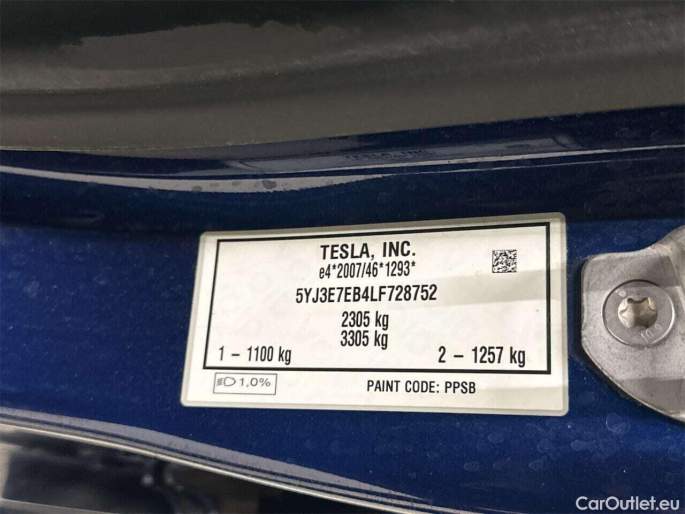 TESLA, INC.
e4*2007/46*1293*
5YJ3E7EB4LF728752
2305 kg
3305 kg
1 – 1100 kg
2 – 1257 kg
1,0%
PAINT CODE: PPSB
CarOutlet.eu